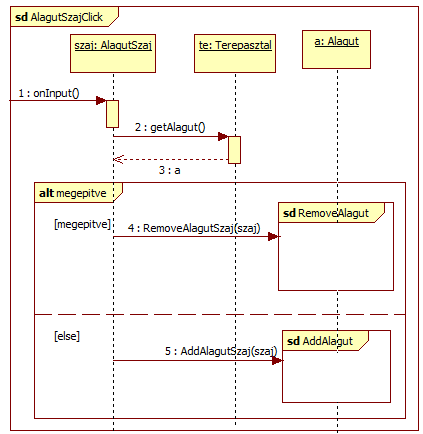 sd AlagutSzajClick
szaj: AlagutSzaj
te: Terepasztal
a: Alagut
1 : onInput()
2 : getAlagut()
3 : a
alt megepitve
[megepitve]
4 : RemoveAlagutSzaj(szaj)
sd RemoveAlagut
[else]
5 : AddAlagutSzaj(szaj)
sd AddAlagut